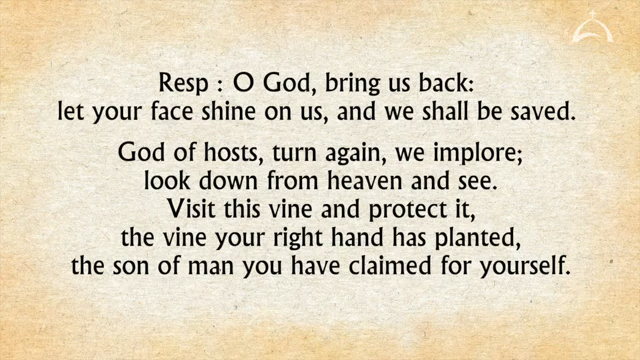 Resp : O God, bring us back:
let your face shine on us, and we shall be saved.
God of hosts, turn again, we implore;
look down from heaven and see.
Visit this vine and protect it,
the vine your right hand has planted,
the son of man you have claimed for yourself.